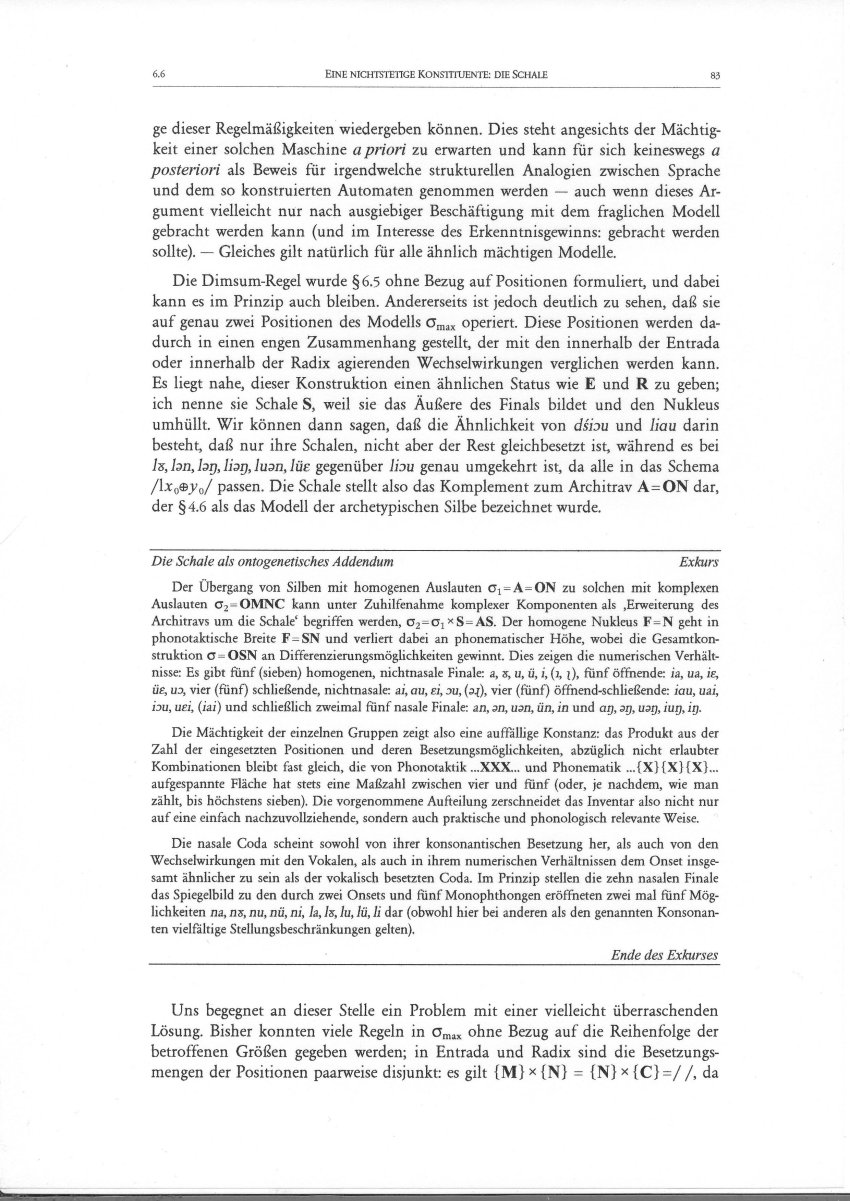 6.6 EINE NICHTSTETIGE KONSTITUENTE: DIE SCHALE 83
ge dieser Regelmäßigkeiten wiedergeben können. Dies steht angesichts der Mächtig-
keit einer solchen Maschine a priori zu erwarten und kann für sich keineswegs a
posteriori als Beweis für irgendwelche strukturellen Analogien zwischen Sprache
und dem so konstruierten Automaten genommen werden — auch wenn dieses Ar-
gument vielleicht nur nach ausgiebiger Beschäftigung mit dem fraglichen Modell
gebracht werden kann (und im Interesse des Erkenntnisgewinns: gebracht werden
sollte). — Gleiches gilt natürlich für alle ähnlich mächtigen Modelle.
Die Dimsum-Regel wurde § 6.5 ohne Bezug auf Positionen formuliert, und dabei
kann es im Prinzip auch bleiben. Andererseits ist jedoch deutlich zu sehen, daß sie
auf genau zwei Positionen des Modells σmax operiert. Diese Positionen werden da-
durch in einen engen Zusammenhang gestellt, der mit den innerhalb der Entrada
oder innerhalb der Radix agierenden Wechselwirkungen verglichen werden kann.
Es liegt nahe, dieser Konstruktion einen ähnlichen Status wie E und R zu geben;
ich nenne sie Schale S, weil sie das Äußere des Finals bildet und den Nukleus
umhüllt. Wir können dann sagen, daß die Ähnlichkeit von dśiɔu und liau darin
besteht, daß nur ihre Schalen, nicht aber der Rest gleichbesetzt ist, während es bei
lɤ, lən, ləŋ, liəŋ, luən, lüɛ gegenüber liɔu genau umgekehrt ist, da alle in das Schema
/lx₀⊕y₀/ passen. Die Schale stellt also das Komplement zum Architrav A=ON dar,
der § 4.6 als das Modell der archetypischen Silbe bezeichnet wurde.
Die Schale als ontogenetisches Addendum Exkurs
Der Übergang von Silben mit homogenen Auslauten σ₁=A=ON zu solchen mit komplexen
Auslauten σ₂=OMNC kann unter Zuhilfenahme komplexer Komponenten als ‚Erweiterung des
Architravs um die Schale‘ begriffen werden, σ₂=σ₁×S=AS. Der homogene Nukleus F=N geht in
phonotaktische Breite F=SN und verliert dabei an phonematischer Höhe, wobei die Gesamtkon-
struktion σ=OSN an Differenzierungsmöglichkeiten gewinnt. Dies zeigen die numerischen Verhält-
nisse: Es gibt fünf (sieben) homogenen, nichtnasale Finale: a, ɤ, u, ü, i, (ɿ, ʅ), fünf öffnende: ia, ua, iɛ,
üɛ, uɔ, vier (fünf) schließende, nichtnasale: ai, au, ei, ɔu, (əɻ), vier (fünf) öffnend-schließende: iau, uai,
iɔu, uei, (iai) und schließlich zweimal fünf nasale Finale: an, ən, uən, ün, in und aŋ, əŋ, uəŋ, iuŋ, iŋ.
Die Mächtigkeit der einzelnen Gruppen zeigt also eine auffällige Konstanz: das Produkt aus der
Zahl der eingesetzten Positionen und deren Besetzungsmöglichkeiten, abzüglich nicht erlaubter
Kombinationen bleibt fast gleich, die von Phonotaktik ...XXX... und Phonematik ...{X}{X}{X}...
aufgespannte Fläche hat stets eine Maßzahl zwischen vier und fünf (oder, je nachdem, wie man
zählt, bis höchstens sieben). Die vorgenommene Aufteilung zerschneidet das Inventar also nicht nur
auf eine einfach nachzuvollziehende, sondern auch praktische und phonologisch relevante Weise.
Die nasale Coda scheint sowohl von ihrer konsonantischen Besetzung her, als auch von den
Wechselwirkungen mit den Vokalen, als auch in ihrem numerischen Verhältnissen dem Onset insge-
samt ähnlicher zu sein als der vokalisch besetzten Coda. Im Prinzip stellen die zehn nasalen Finale
das Spiegelbild zu den durch zwei Onsets und fünf Monophthongen eröffneten zwei mal fünf Mög-
lichkeiten na, nɤ, nu, nü, ni, la, lɤ, lu, lü, li dar (obwohl hier bei anderen als den genannten Konsonan-
ten vielfältige Stellungsbeschränkungen gelten).
Ende des Exkurses
Uns begegnet an dieser Stelle ein Problem mit einer vielleicht überraschenden
Lösung. Bisher konnten viele Regeln in σmax ohne Bezug auf die Reihenfolge der
betroffenen Größen gegeben werden; in Entrada und Radix sind die Besetzungs-
mengen der Positionen paarweise disjunkt: es gilt {M}×{N} = {N}×{C}=/ /, da